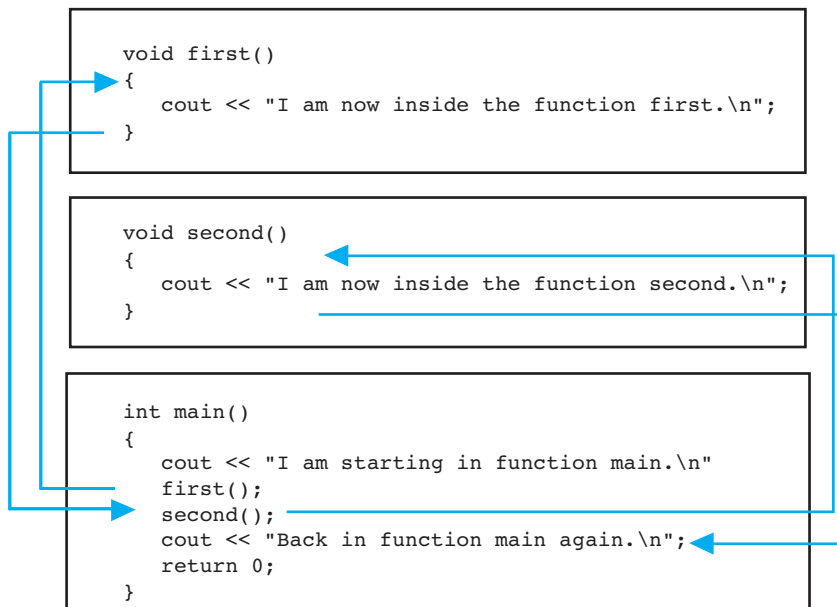 void first()
{
cout << "I am now inside the function first.\n";
}
void second()
{
cout << "I am now inside the function second.\n";
}
int main()
{
cout << "I am starting in function main.\n"
first();
second();
cout << "Back in function main again.\n";
return 0;
}